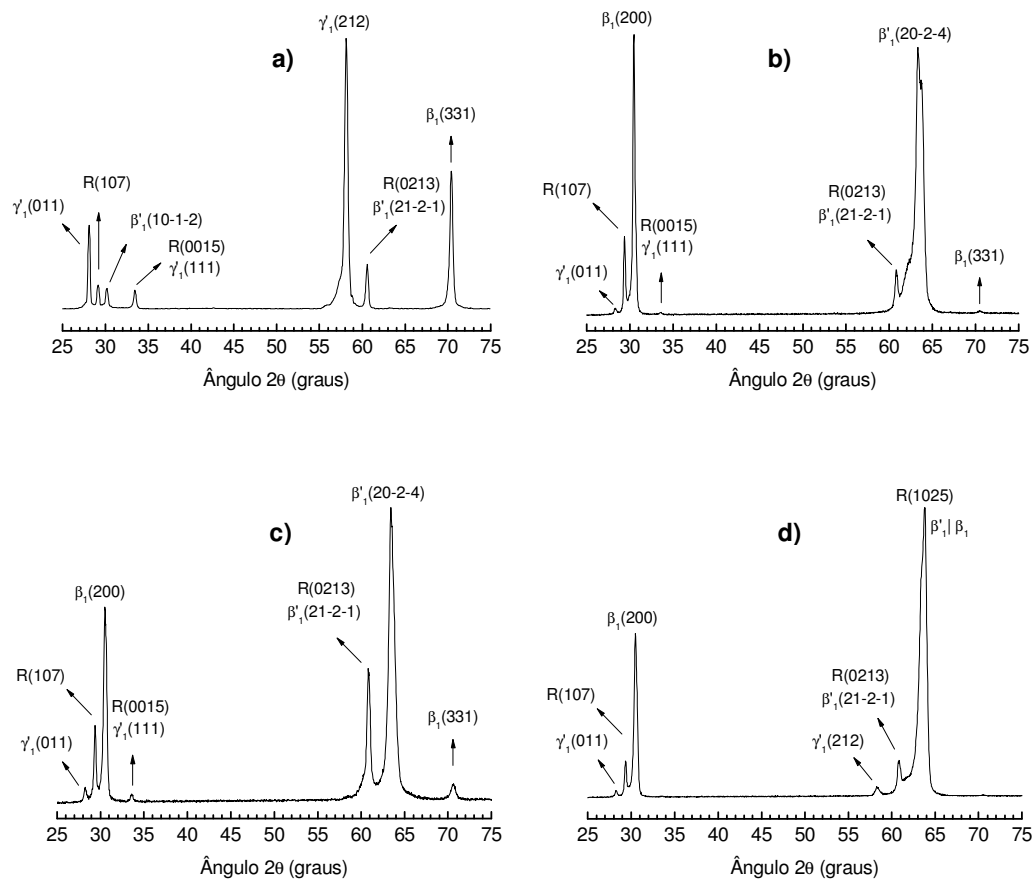 γ'₁(212)
a)
β₁(331)
R(107)
R(0213)
γ'₁(011)
β'₁(21-2-1)
β'₁(10-1-2)
R(0015)
γ'₁(111)
25 30 35 40 45 50 55 60 65 70 75
Ângulo 2θ (graus)
β₁(200)
β'₁(20-2-4)
b)
R(107)
R(0213)
R(0015)
β'₁(21-2-1)
γ'₁(111)
γ'₁(011)
β₁(331)
25 30 35 40 45 50 55 60 65 70 75
Ângulo 2θ (graus)
β'₁(20-2-4)
c)
β₁(200)
R(0213)
β'₁(21-2-1)
R(107)
R(0015)
γ'₁(111)
β₁(331)
γ'₁(011)
25 30 35 40 45 50 55 60 65 70 75
Ângulo 2θ (graus)
R(1025)
d)
β'₁| β₁
β₁(200)
R(0213)
R(107)
β'₁(21-2-1)
γ'₁(011)
γ'₁(212)
25 30 35 40 45 50 55 60 65 70 75
Ângulo 2θ (graus)